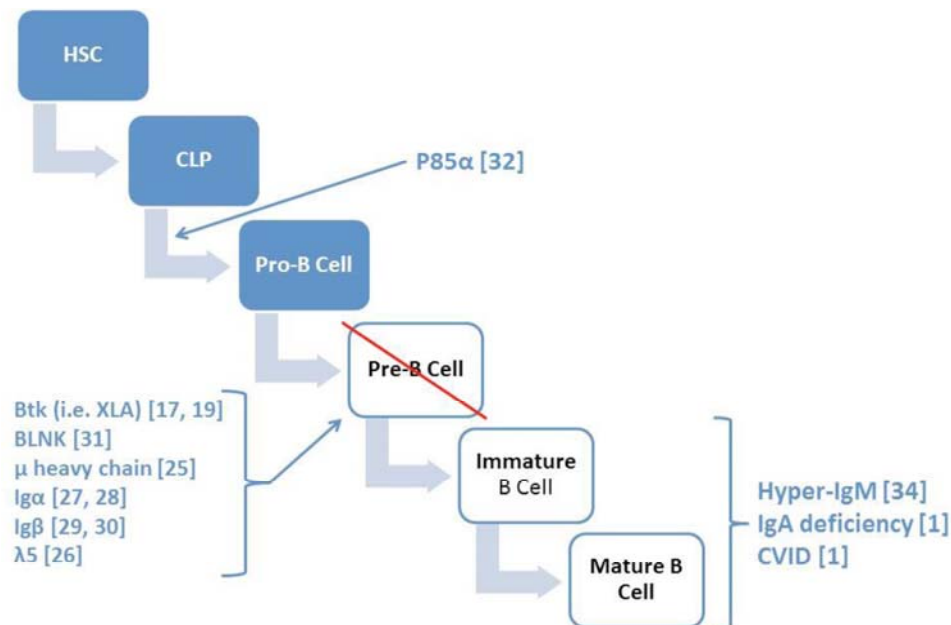 HSC
CLP
P85α [32]
Pro-B Cell
Pre-B Cell
Btk (i.e. XLA) [17, 19]
BLNK [31]
μ heavy chain [25]
Igα [27, 28]
Igβ [29, 30]
λ5 [26]
Immature
B Cell
Hyper-IgM [34]
IgA deficiency [1]
CVID [1]
Mature B
Cell